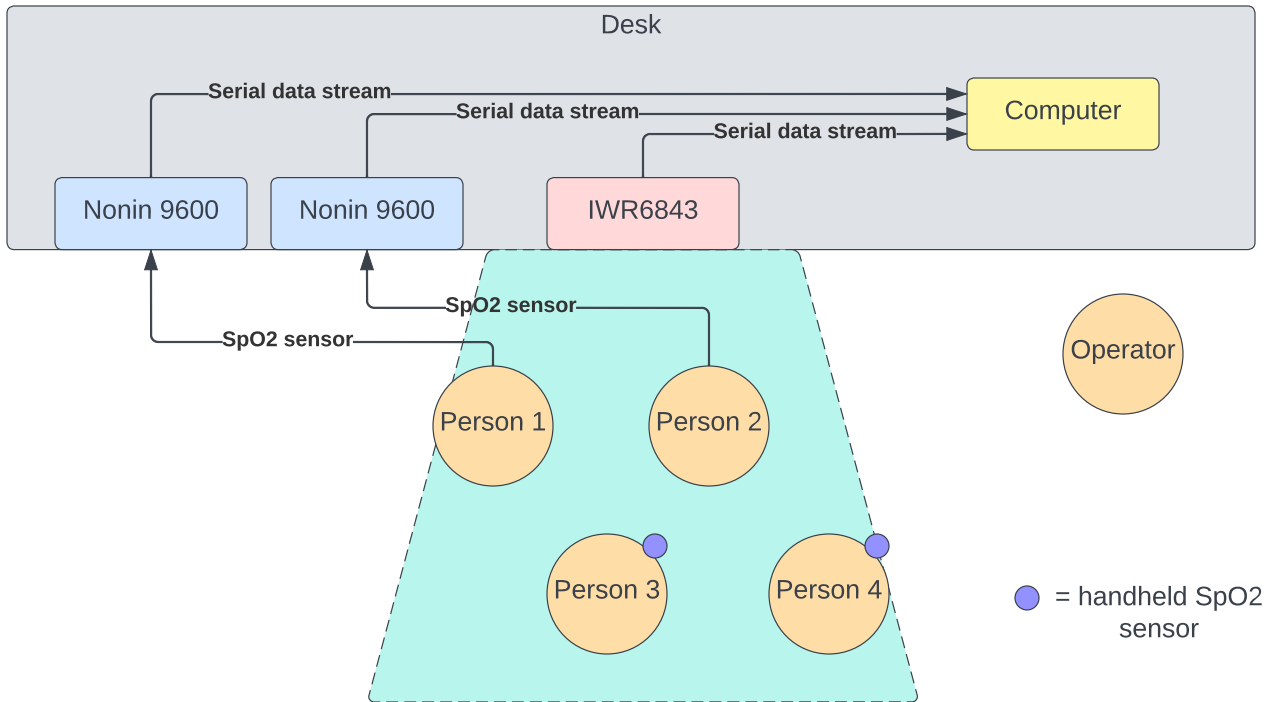 Desk
Serial data stream
Serial data stream
Serial data stream
Computer
Nonin 9600
Nonin 9600
IWR6843
SpO2 sensor
SpO2 sensor
Operator
Person 1
Person 2
Person 3
Person 4
= handheld SpO2
sensor